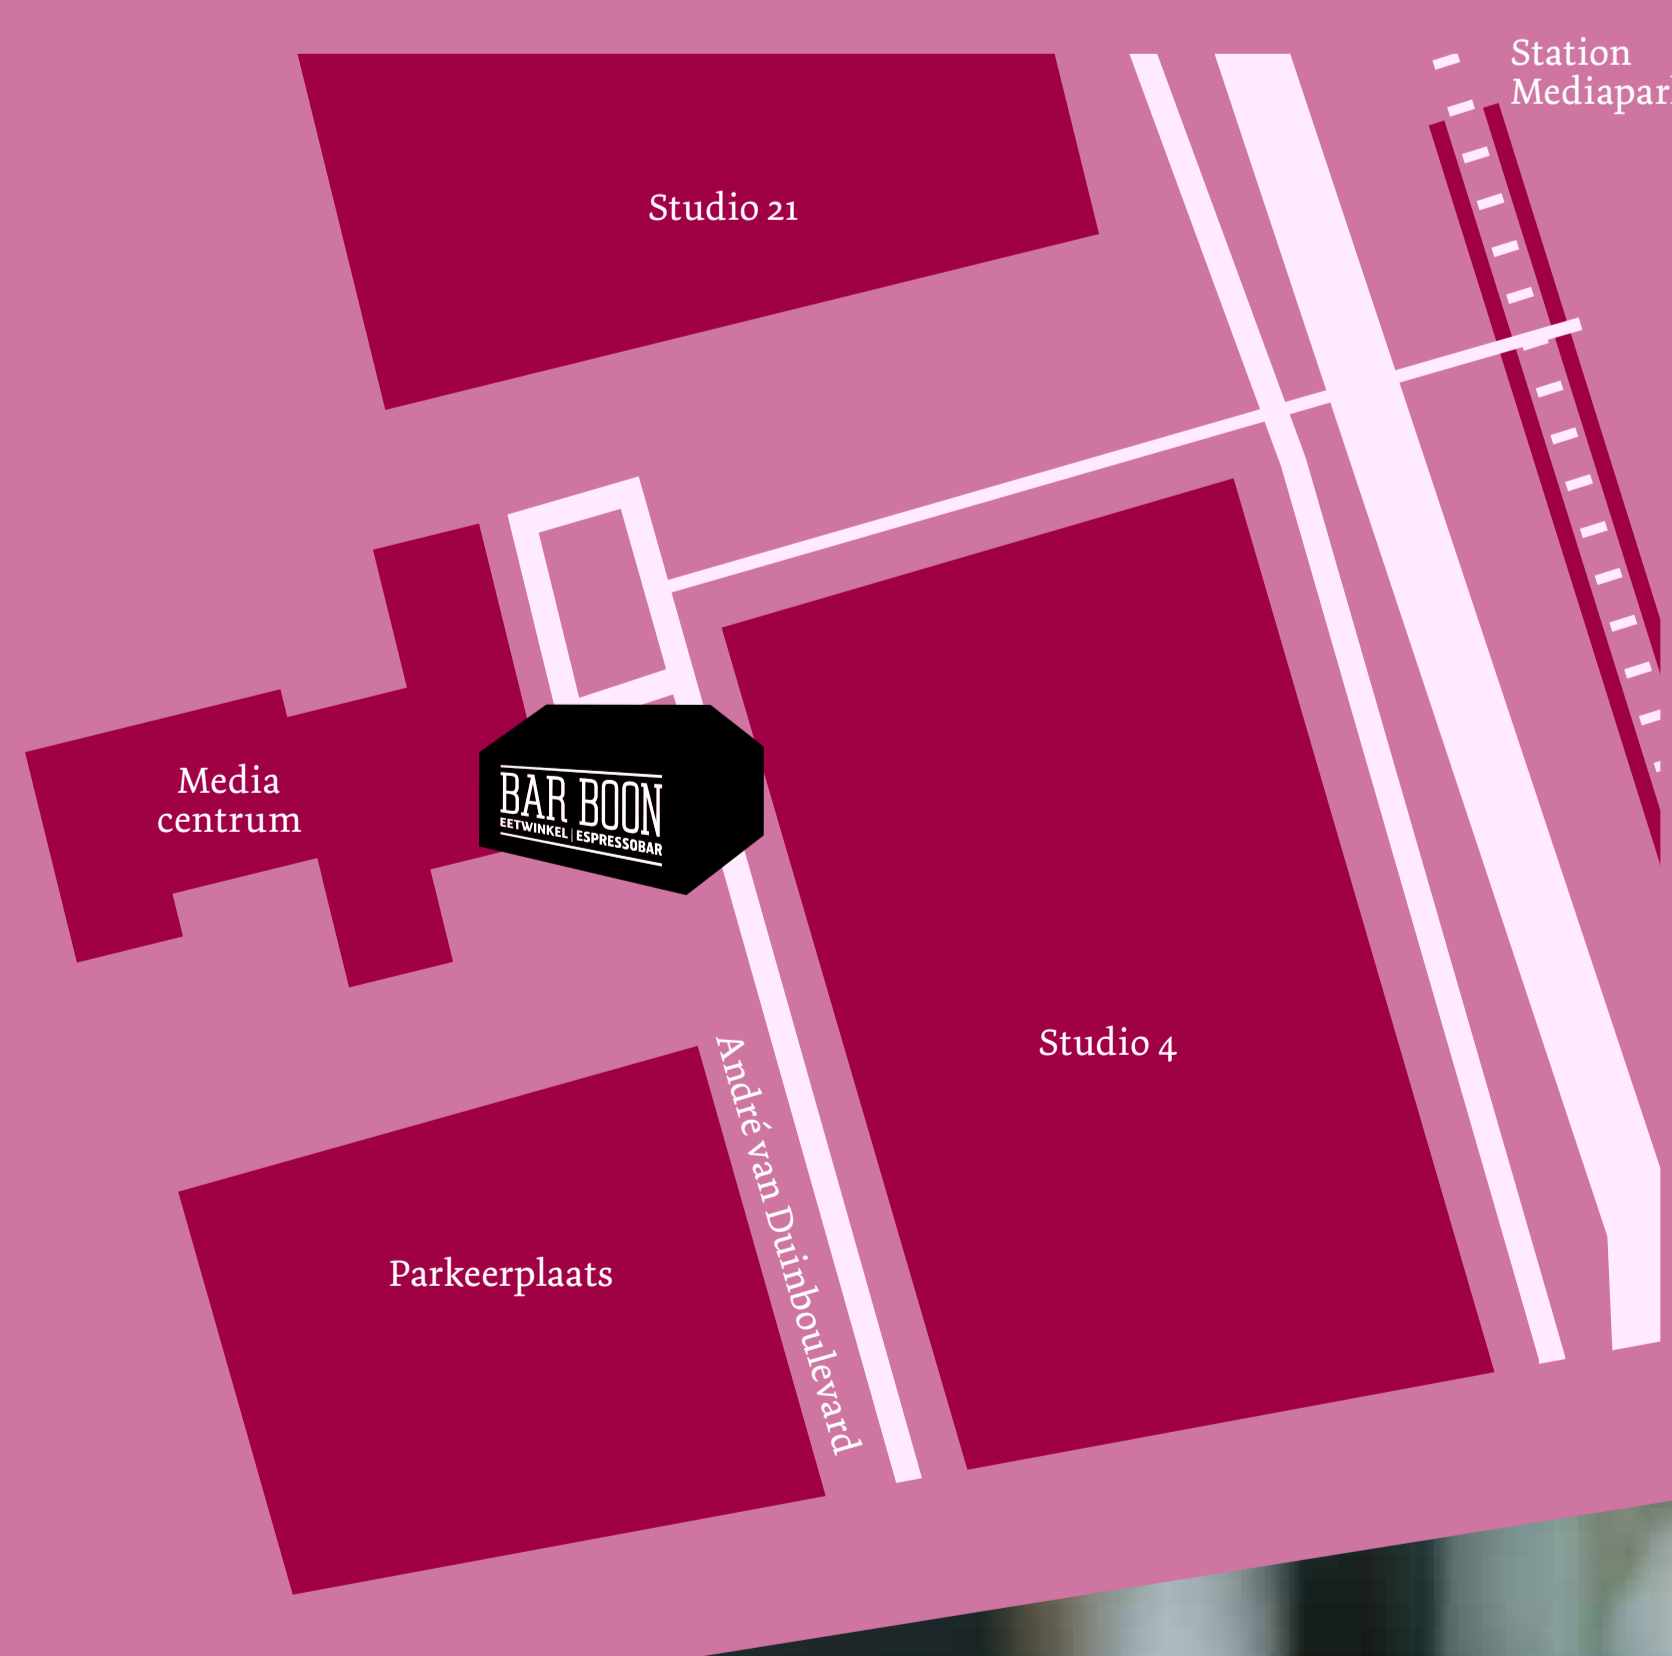 Station
Mediapar
Studio 21
Media
centrum
BAR BOON
EETWINKEL | ESPRESSOBAR
Studio 4
André van Duinboulevard
Parkeerplaats